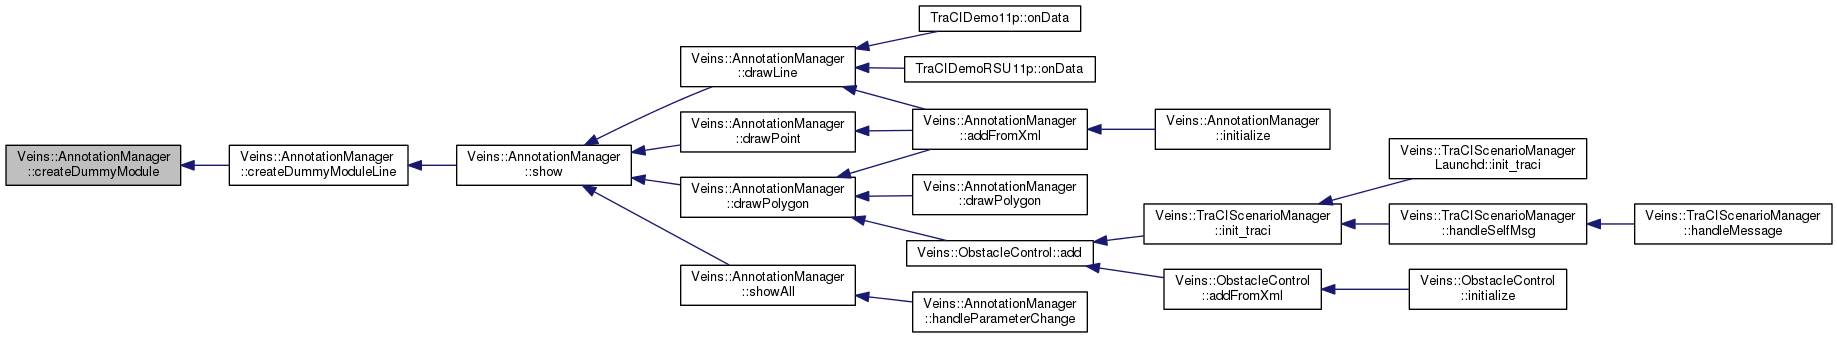 Veins::AnnotationManager
::createDummyModule
Veins::AnnotationManager
::createDummyModuleLine
Veins::AnnotationManager
::show
Veins::AnnotationManager
::drawLine
TraCIDemo11p::onData
TraCIDemoRSU11p::onData
Veins::AnnotationManager
::drawPoint
Veins::AnnotationManager
::addFromXml
Veins::AnnotationManager
::initialize
Veins::AnnotationManager
::drawPolygon
Veins::AnnotationManager
::drawPolygon
Veins::ObstacleControl::add
Veins::TraCIScenarioManager
::init_traci
Veins::TraCIScenarioManager
Launchd::init_traci
Veins::TraCIScenarioManager
::handleSelfMsg
Veins::TraCIScenarioManager
::handleMessage
Veins::ObstacleControl
::addFromXml
Veins::ObstacleControl
::initialize
Veins::AnnotationManager
::showAll
Veins::AnnotationManager
::handleParameterChange